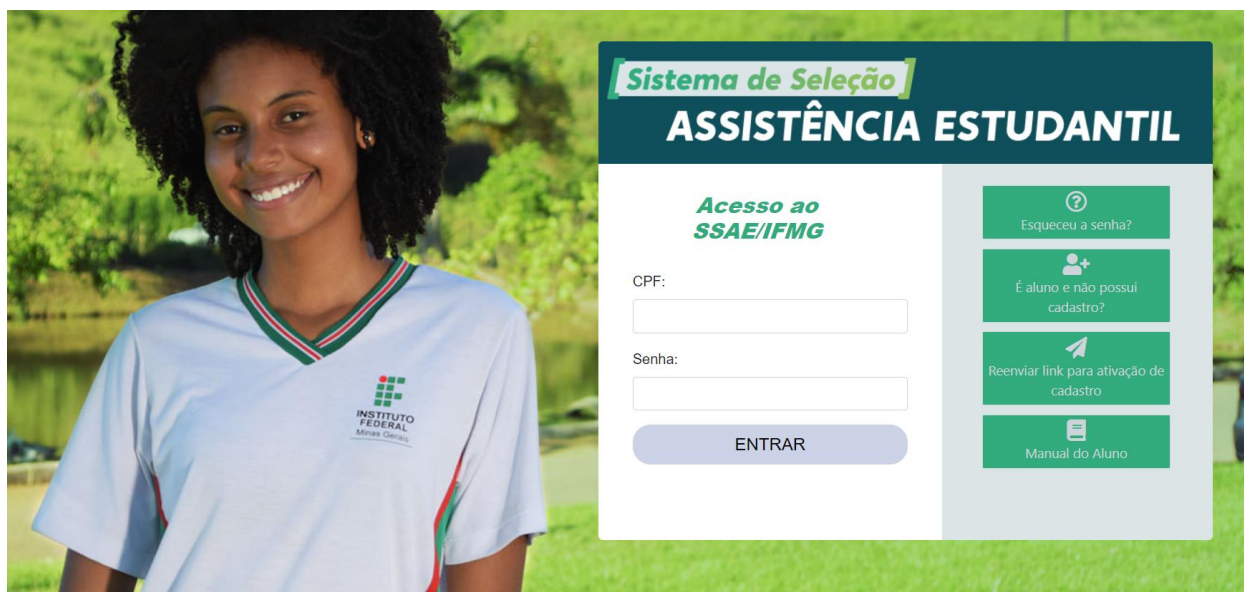 [Sistema de Seleção]
ASSISTÊNCIA ESTUDANTIL
Acesso ao
SSAE/IFMG
CPF:
Senha:
ENTRAR
Esqueceu a senha?
É aluno e não possui
cadastro?
Reenviar link para ativação de
cadastro
Manual do Aluno
INSTITUTO
FEDERAL
Minas Gerais